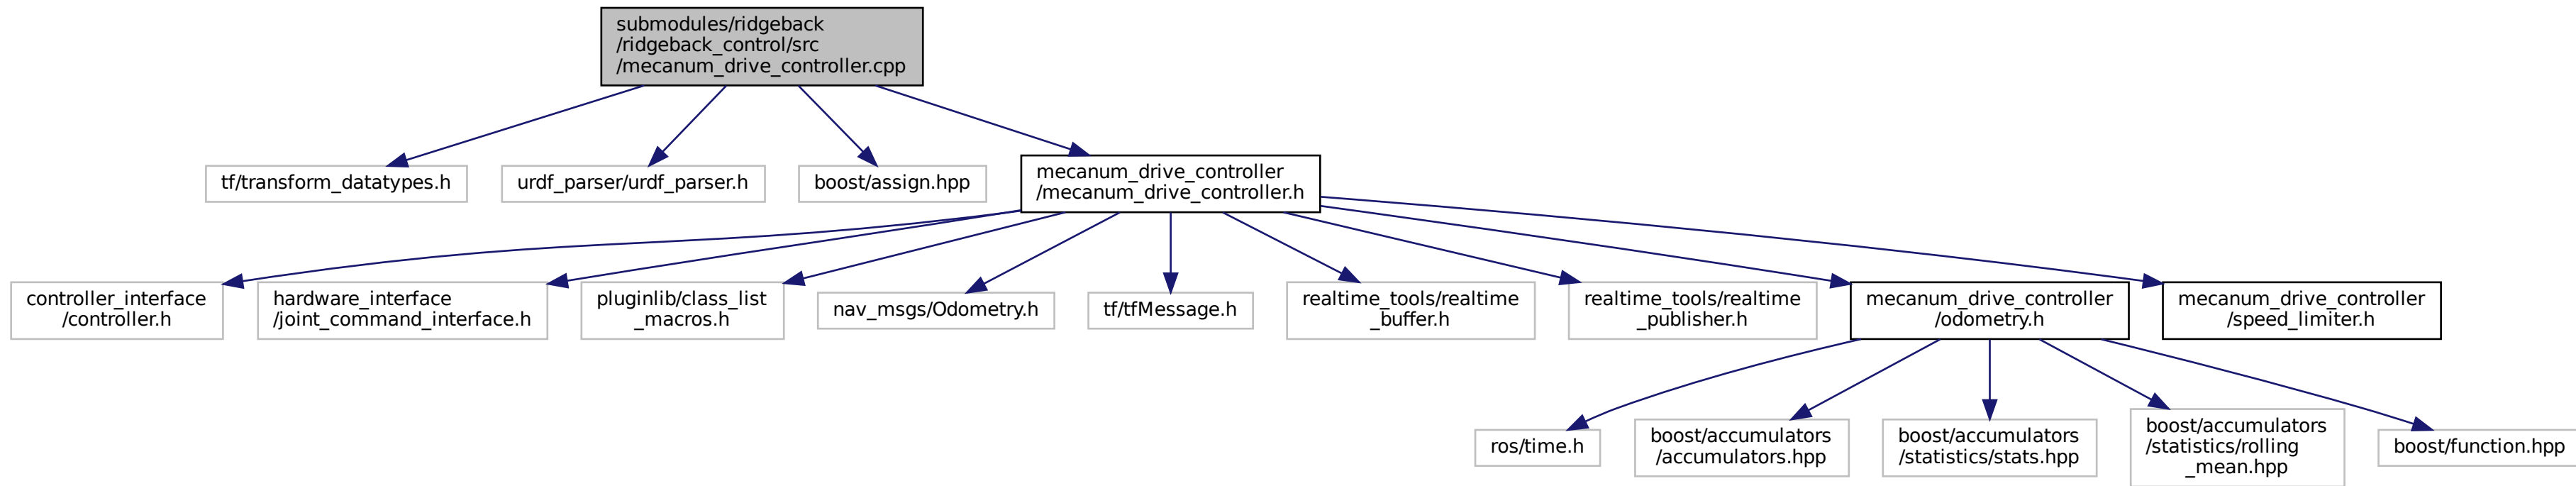 submodules/ridgeback
/ridgeback_control/src
/mecanum_drive_controller.cpp
tf/transform_datatypes.h
urdf_parser/urdf_parser.h
boost/assign.hpp
mecanum_drive_controller
/mecanum_drive_controller.h
controller_interface
/controller.h
hardware_interface
/joint_command_interface.h
pluginlib/class_list
_macros.h
nav_msgs/Odometry.h
tf/tfMessage.h
realtime_tools/realtime
_buffer.h
realtime_tools/realtime
_publisher.h
mecanum_drive_controller
/odometry.h
mecanum_drive_controller
/speed_limiter.h
ros/time.h
boost/accumulators
/accumulators.hpp
boost/accumulators
/statistics/stats.hpp
boost/accumulators
/statistics/rolling
_mean.hpp
boost/function.hpp